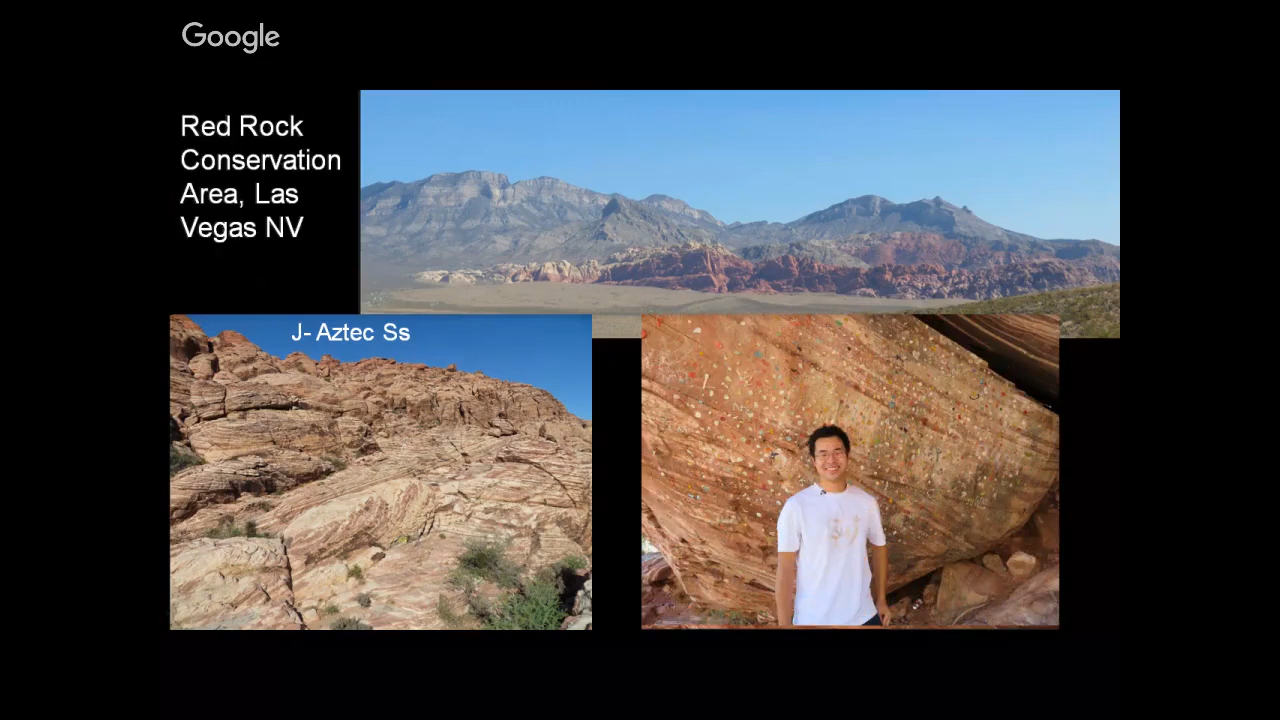 Google
Red Rock
Conservation
Area, Las
Vegas NV
J- Aztec Ss